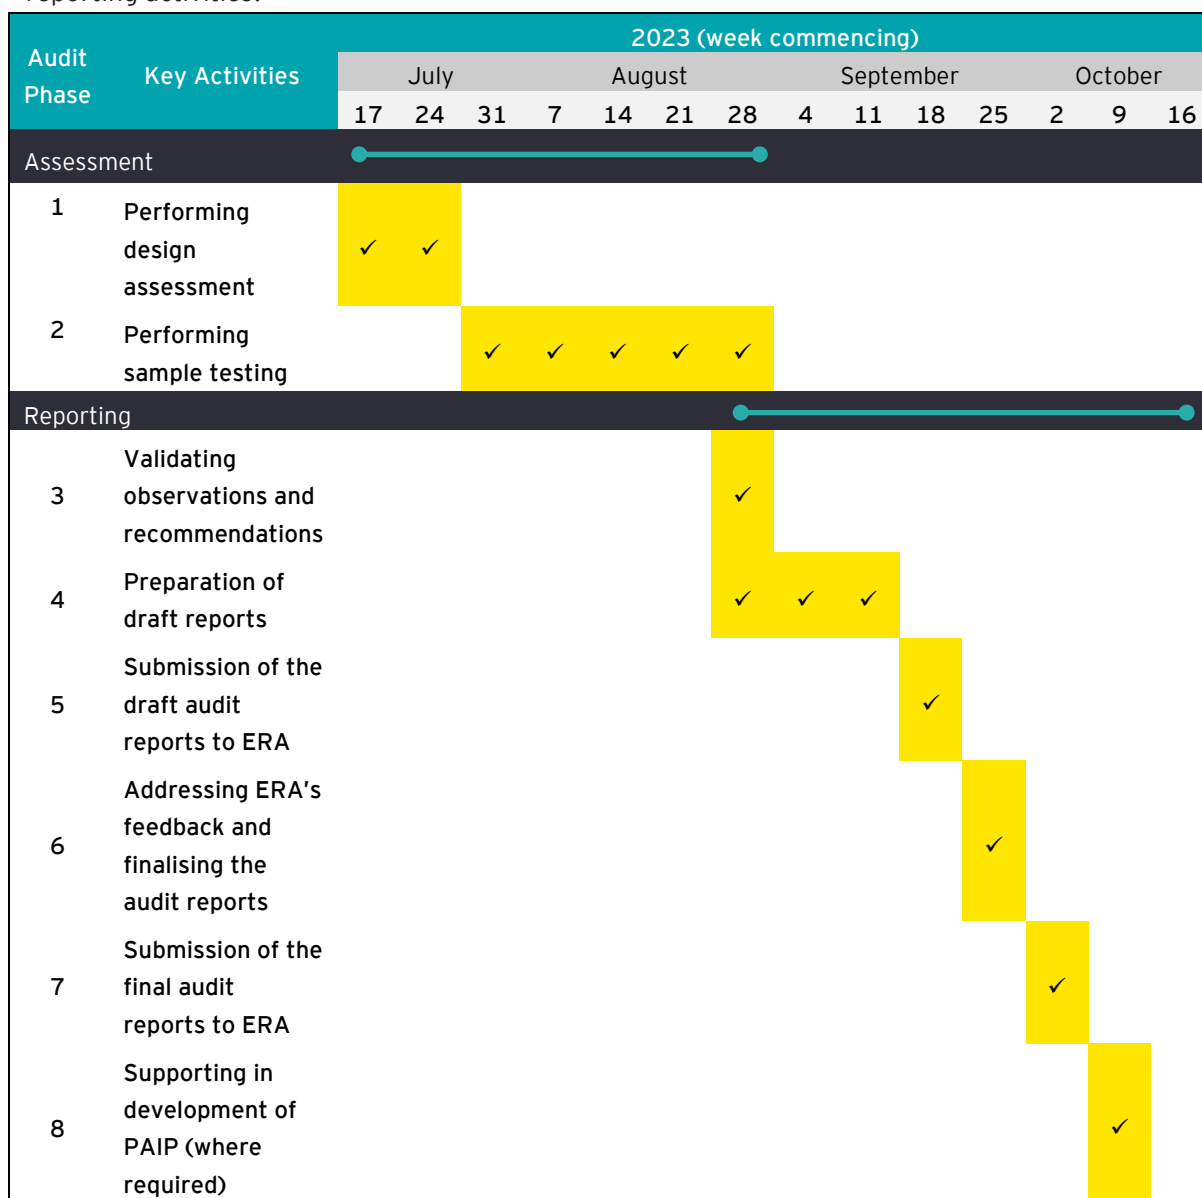 reporting activities.
2023 (week commencing)
Audit
Phase
Key Activities
July August September October
17 24 31 7 14 21 28 4 11 18 25 2 9 16
Assessment
1 Performing
design
assessment
✓ ✓
2 Performing
sample testing
✓ ✓ ✓ ✓ ✓
Reporting
Validating
3 observations and
recommendations
✓
4 Preparation of
draft reports
✓ ✓ ✓
Submission of the
5 draft audit
reports to ERA
✓
Addressing ERA's
feedback and
6 finalising the
audit reports
✓
Submission of the
7 final audit
reports to ERA
✓
Supporting in
development of
8 PAIP (where
required)
✓